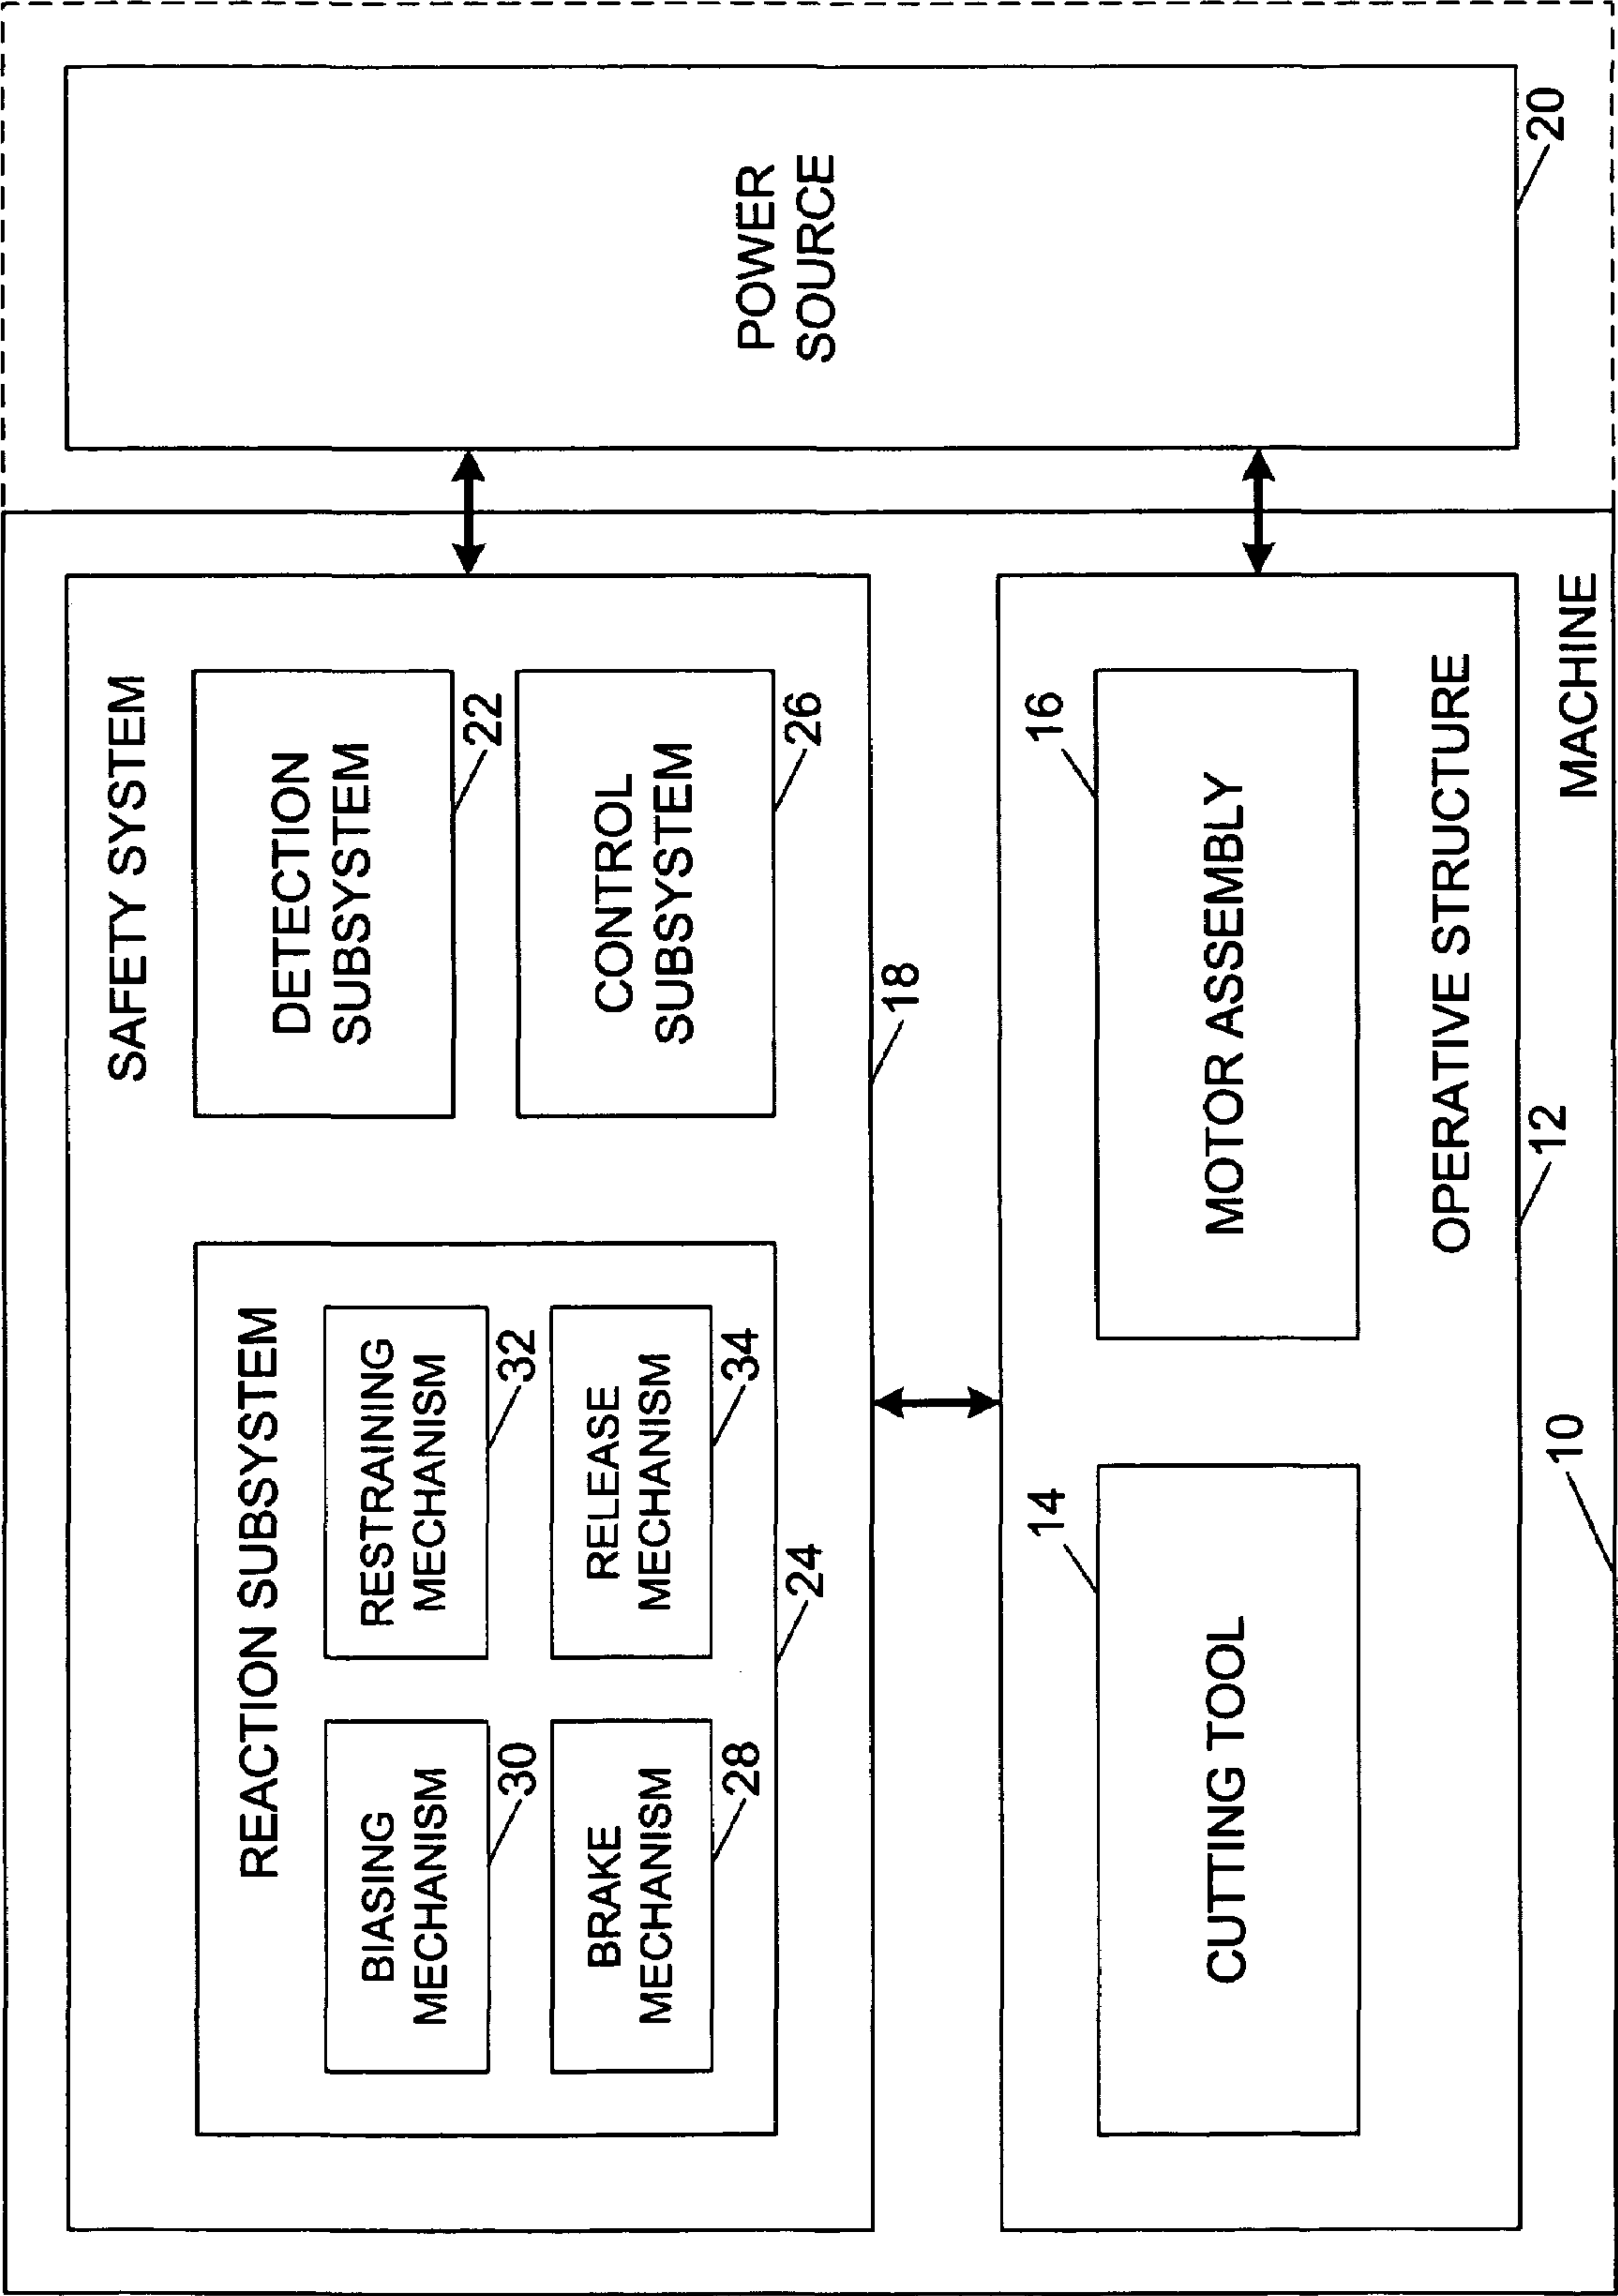 SAFETY SYSTEM
REACTION SUBSYSTEM
BIASING
MECHANISM
30
RESTRAINING
MECHANISM
32
BRAKE
MECHANISM
28
RELEASE
MECHANISM
34
24
DETECTION
SUBSYSTEM
22
CONTROL
SUBSYSTEM
26
18
POWER
SOURCE
20
14
CUTTING TOOL
16
MOTOR ASSEMBLY
OPERATIVE STRUCTURE
12
MACHINE
10